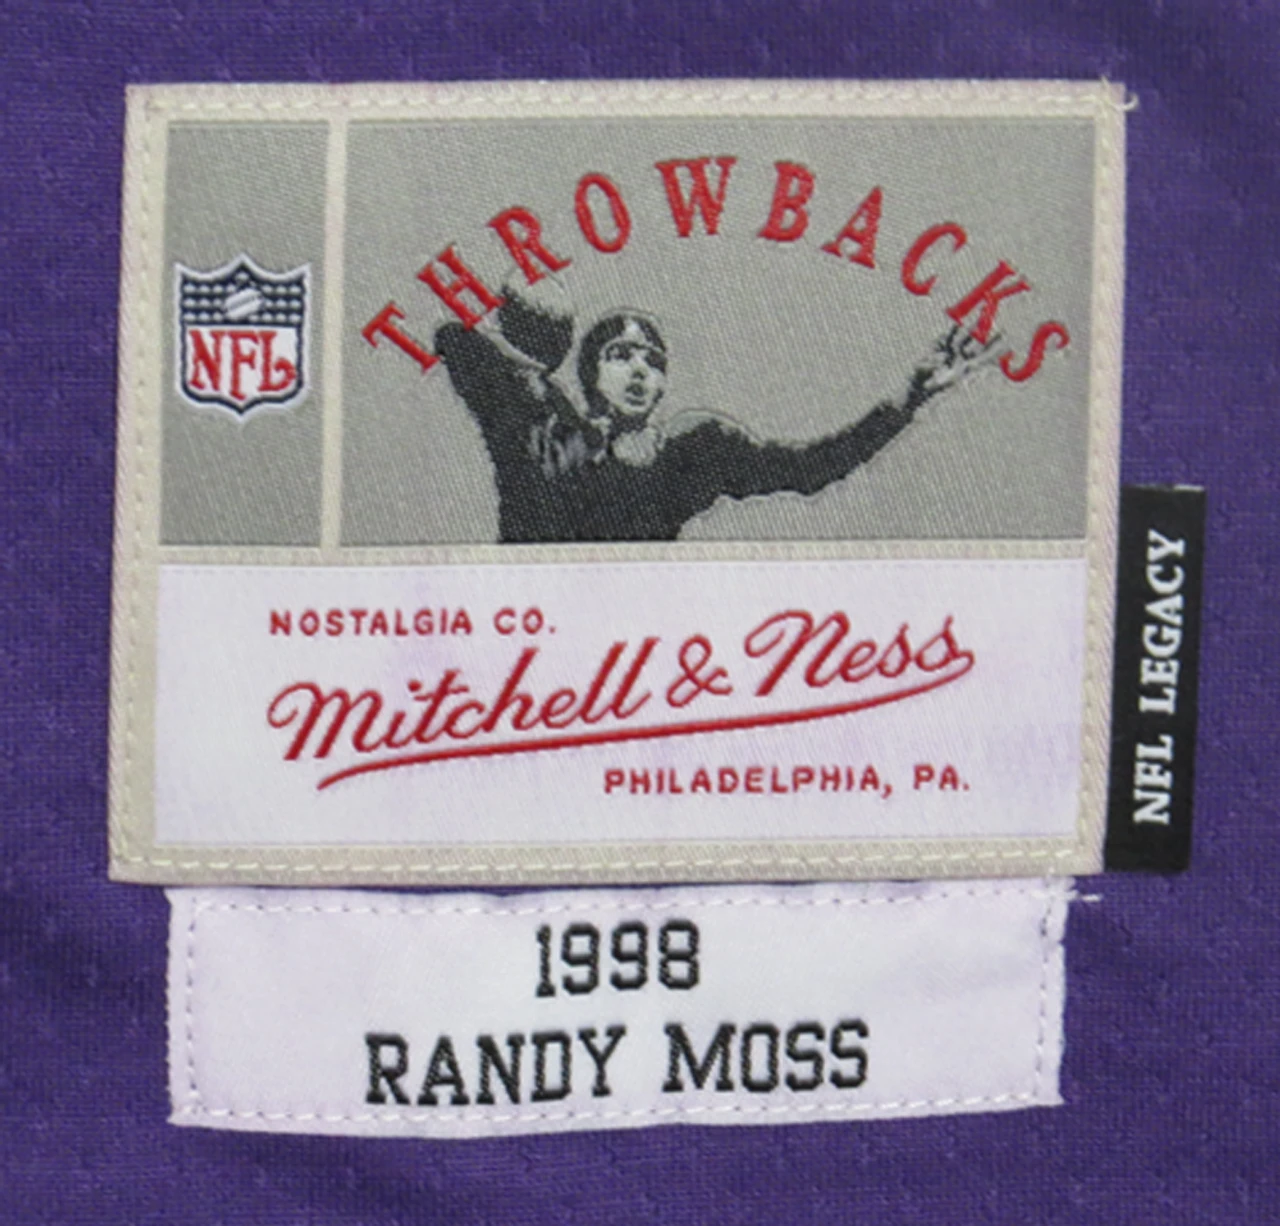 THROWBACKS
NFL
NOSTALGIA CO.
Mitchell & Ness
PHILADELPHIA, PA.
NFL LEGACY
1998
RANDY MOSS